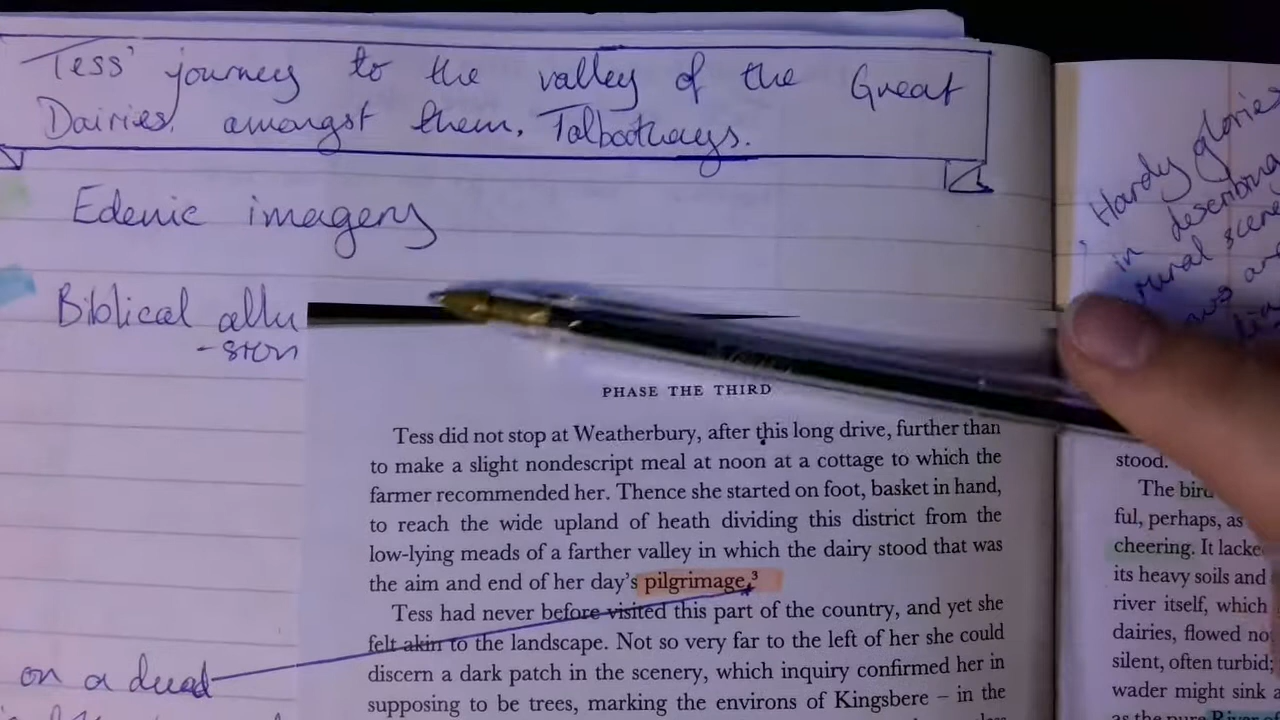 Tess' journey to the valley of the Great
Dairies, amongst them, Talbothays.
Edenic imagery
Biblical allu
-sion
Hardy glories
in describing
rural scene
PHASE THE THIRD
Tess did not stop at Weatherbury, after this long drive, further than
to make a slight nondescript meal at noon at a cottage to which the
farmer recommended her. Thence she started on foot, basket in hand,
to reach the wide upland of heath dividing this district from the
low-lying meads of a farther valley in which the dairy stood that was
the aim and end of her day's pilgrimage.³
Tess had never before visited this part of the country, and yet she
felt akin to the landscape. Not so very far to the left of her she could
discern a dark patch in the scenery, which inquiry confirmed her in
supposing to be trees, marking the environs of Kingsbere – in the
on a dead
stood.
The bird
ful, perhaps, as
cheering. It lacke
its heavy soils and
river itself, which
dairies, flowed no
silent, often turbid;
wader might sink a
as the pure River of